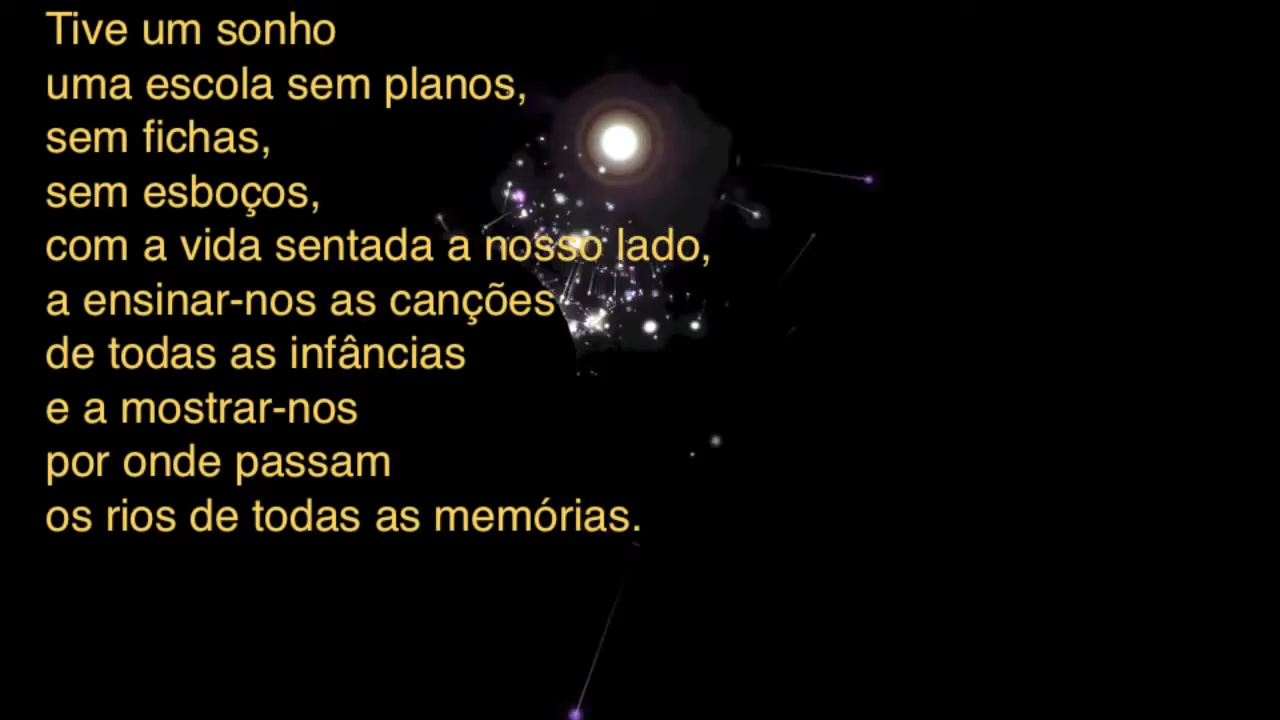 Tive um sonho
uma escola sem planos,
sem fichas,
sem esboços,
com a vida sentada a nosso lado,
a ensinar-nos as canções
de todas as infâncias
e a mostrar-nos
por onde passam
os rios de todas as memórias.